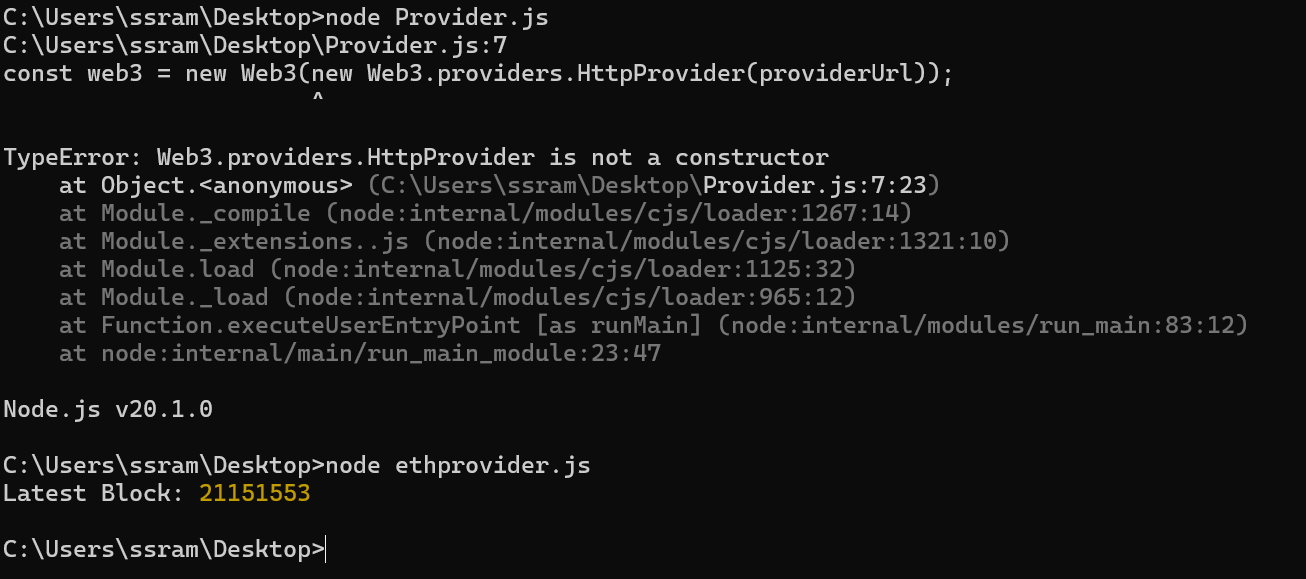 C:\Users\ssram\Desktop>node Provider.js
C:\Users\ssram\Desktop\Provider.js:7
const web3 = new Web3(new Web3.providers.HttpProvider(providerUrl));
                      ^
TypeError: Web3.providers.HttpProvider is not a constructor
    at Object.<anonymous> (C:\Users\ssram\Desktop\Provider.js:7:23)
    at Module._compile (node:internal/modules/cjs/loader:1267:14)
    at Module._extensions..js (node:internal/modules/cjs/loader:1321:10)
    at Module.load (node:internal/modules/cjs/loader:1125:32)
    at Module._load (node:internal/modules/cjs/loader:965:12)
    at Function.executeUserEntryPoint [as runMain] (node:internal/modules/run_main:83:12)
    at node:internal/main/run_main_module:23:47
Node.js v20.1.0
C:\Users\ssram\Desktop>node ethprovider.js
Latest Block: 21151553
C:\Users\ssram\Desktop>